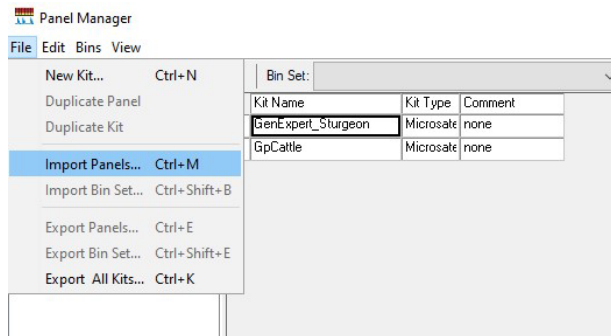 Panel Manager
File Edit Bins View
New Kit... Ctrl+N
Duplicate Panel
Duplicate Kit
Import Panels... Ctrl+M
Import Bin Set... Ctrl+Shift+B
Export Panels... Ctrl+E
Export Bin Set... Ctrl+Shift+E
Export All Kits... Ctrl+K
Bin Set:
Kit Name Kit Type Comment
GenExpert_Sturgeon Microsate none
GpCattle Microsate none